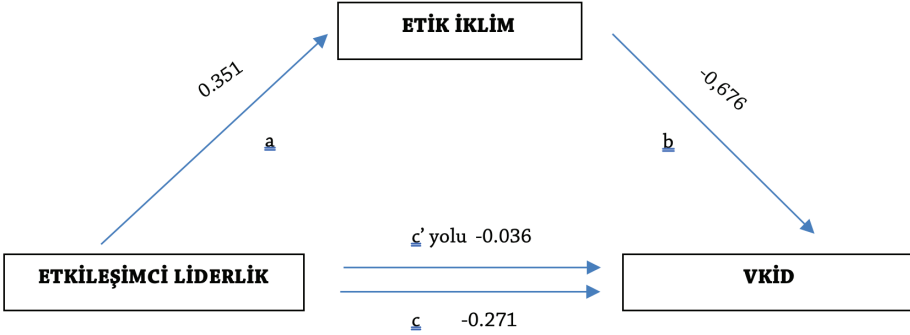 ETİK İKLİM
0.351
-0,676
a
b
c’ yolu -0.036
ETKİLEŞİMCİ LİDERLİK
VKİD
c -0.271